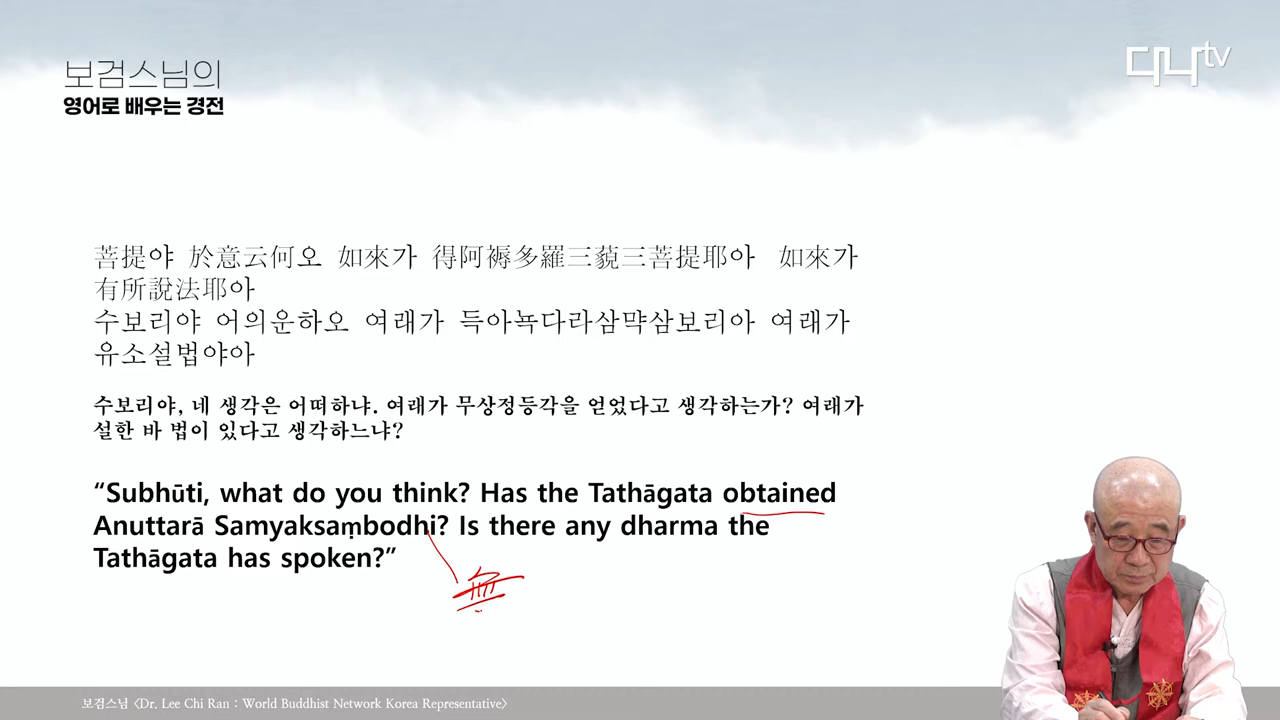 보검스님의
영어로 배우는 경전
다나tv
菩提야 於意云何오 如來가 得阿褥多羅三藐三菩提耶아 如來가
有所說法耶아
수보리야 어의운하오 여래가 득아뇩다라삼먁삼보리아 여래가
유소설법야아
수보리야, 네 생각은 어떠하냐. 여래가 무상정등각을 얻었다고 생각하는가? 여래가
설한 바 법이 있다고 생각하느냐?
“Subhūti, what do you think? Has the Tathāgata obtained
Anuttarā Samyaksaṃbodhi? Is there any dharma the
Tathāgata has spoken?”
無
보검스님 <Dr. Lee Chi Ran : World Buddhist Network Korea Representative>